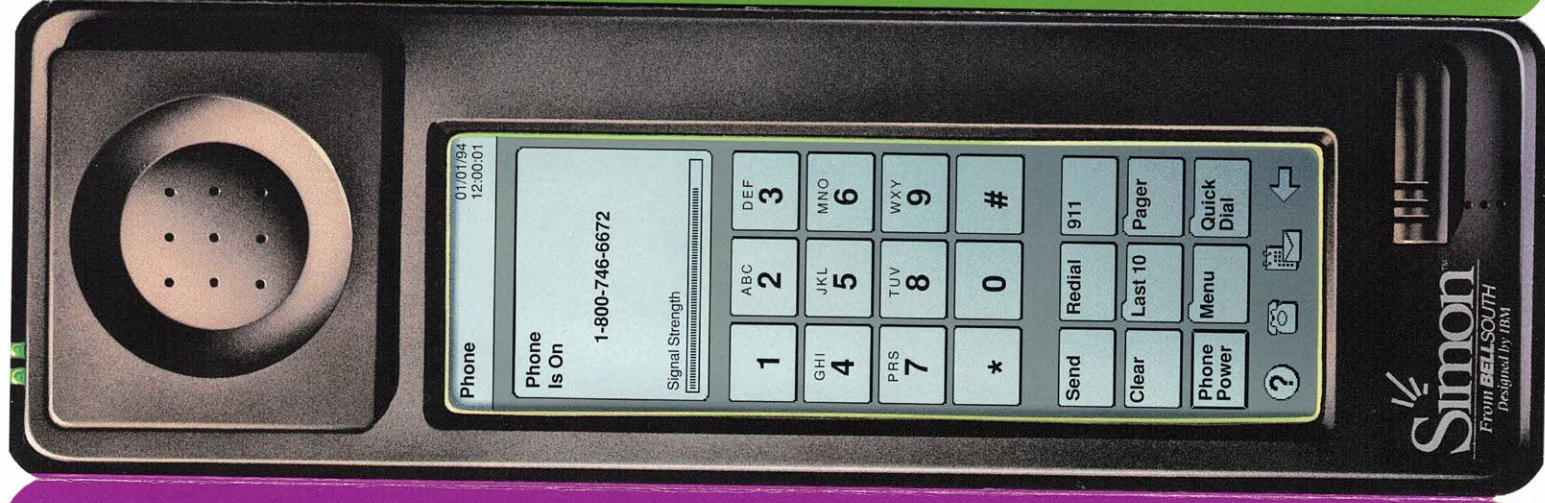 Phone
01/01/94
12:00:01
Phone
Is On
1-800-746-6672
Signal Strength
1
ABC
2
DEF
3
GHI
4
JKL
5
MNO
6
PRS
7
TUV
8
WXY
9
*
0
#
Send
Redial
911
Clear
Last 10
Pager
Phone
Power
Menu
Quick
Dial
?
Simon™
From BELLSOUTH
Designed by IBM